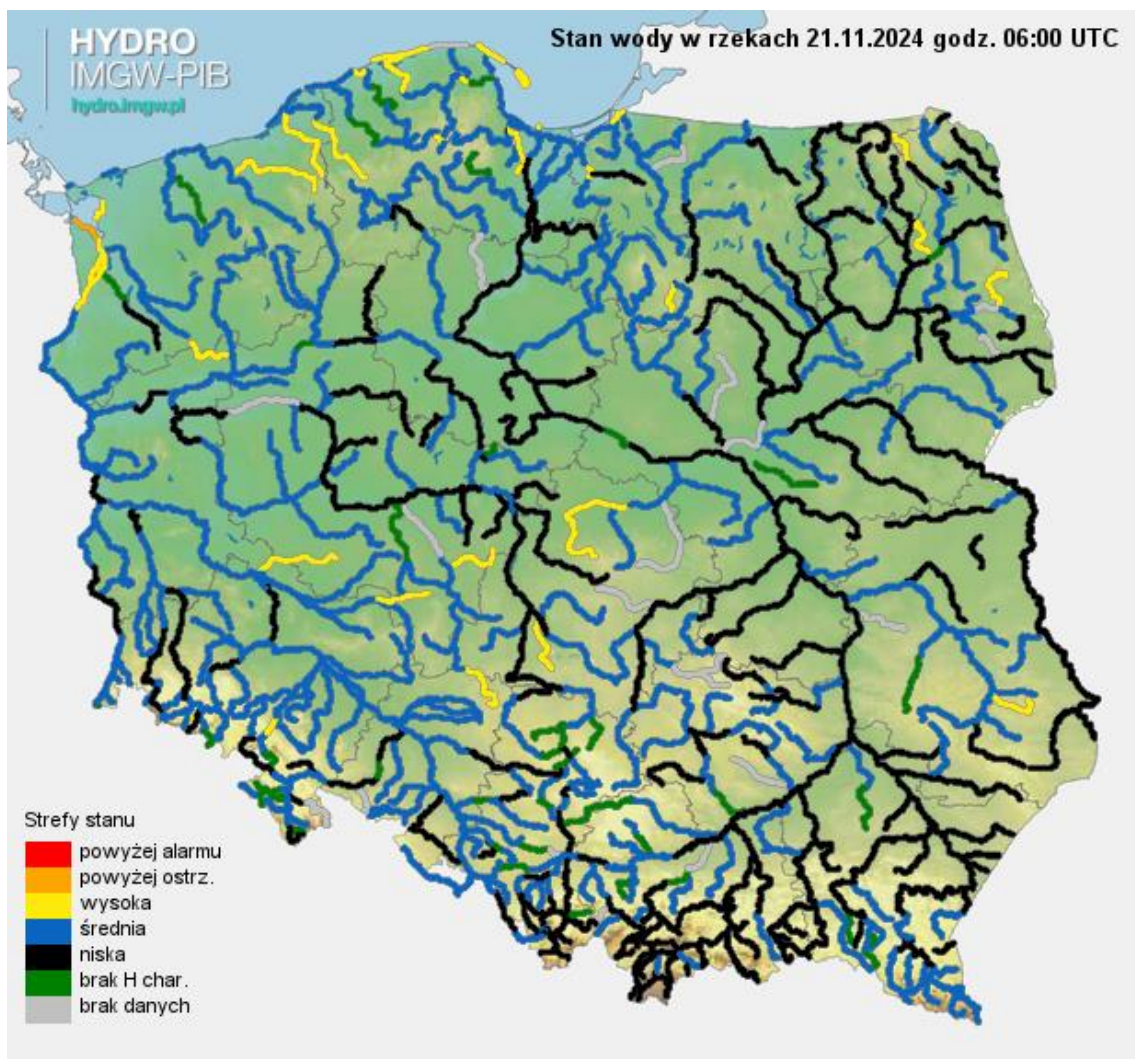 HYDRO
IMGW-PIB
hydro.imgw.pl
Stan wody w rzekach 21.11.2024 godz. 06:00 UTC
Strefy stanu
powyżej alarmu
powyżej ostrz.
wysoka
średnia
niska
brak H char.
brak danych